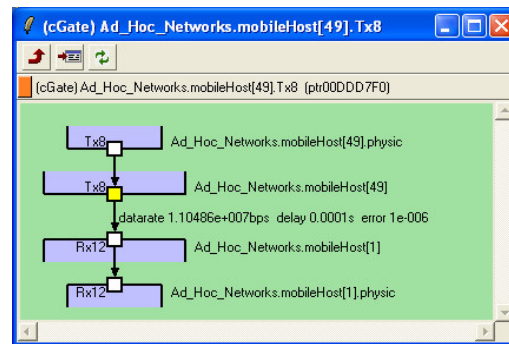 (cGate) Ad_Hoc_Networks.mobileHost[49].Tx8
(cGate) Ad_Hoc_Networks.mobileHost[49].Tx8 (ptr00DDD7F0)
Tx8 Ad_Hoc_Networks.mobileHost[49].physic
Tx8 Ad_Hoc_Networks.mobileHost[49]
datarate 1.10486e+007bps delay 0.0001s error 1e-006
Rx12 Ad_Hoc_Networks.mobileHost[1]
Rx12 Ad_Hoc_Networks.mobileHost[1].physic